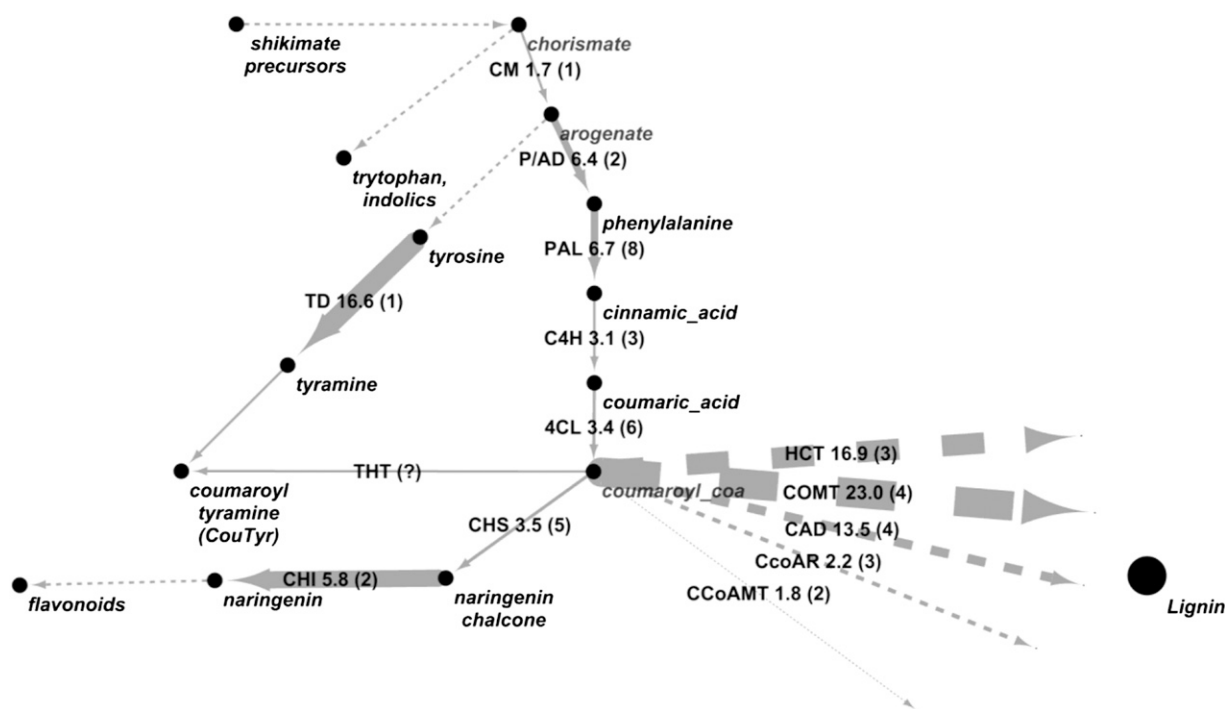 shikimate
precursors
chorismate
CM 1.7 (1)
arogenate
P/AD 6.4 (2)
trytophan,
indolics
phenylalanine
tyrosine
PAL 6.7 (8)
TD 16.6 (1)
cinnamic_acid
C4H 3.1 (3)
tyramine
coumaric_acid
4CL 3.4 (6)
HCT 16.9 (3)
THT (?)
coumaroyl_coa
COMT 23.0 (4)
coumaroyl
tyramine
(CouTyr)
CHS 3.5 (5)
CAD 13.5 (4)
CcoAR 2.2 (3)
CCoAMT 1.8 (2)
CHI 5.8 (2)
flavonoids
naringenin
naringenin
chalcone
Lignin